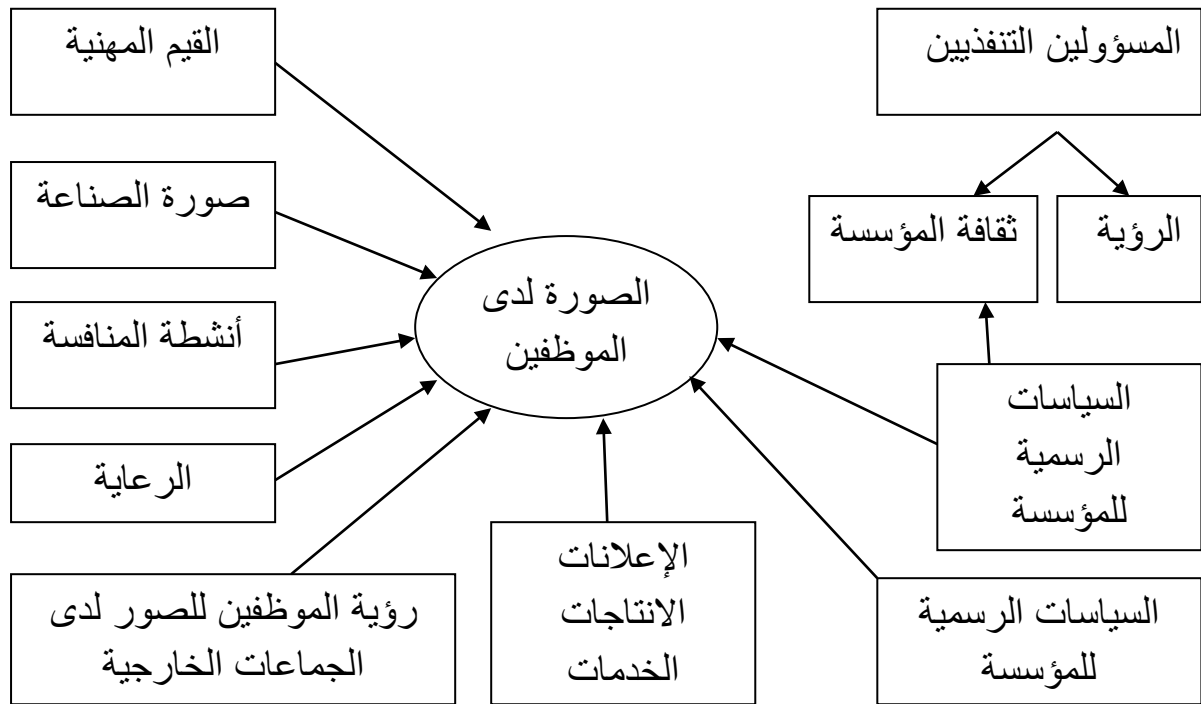 المسؤولين التنفذيين
القيم المهنية
صورة الصناعة
الرؤية
ثقافة المؤسسة
الصورة لدى
الموظفين
أنشطة المنافسة
السياسات
الرسمية
للمؤسسة
الرعاية
الإعلانات
الانتاجات
الخدمات
السياسات الرسمية
للمؤسسة
رؤية الموظفين للصور لدى
الجماعات الخارجية